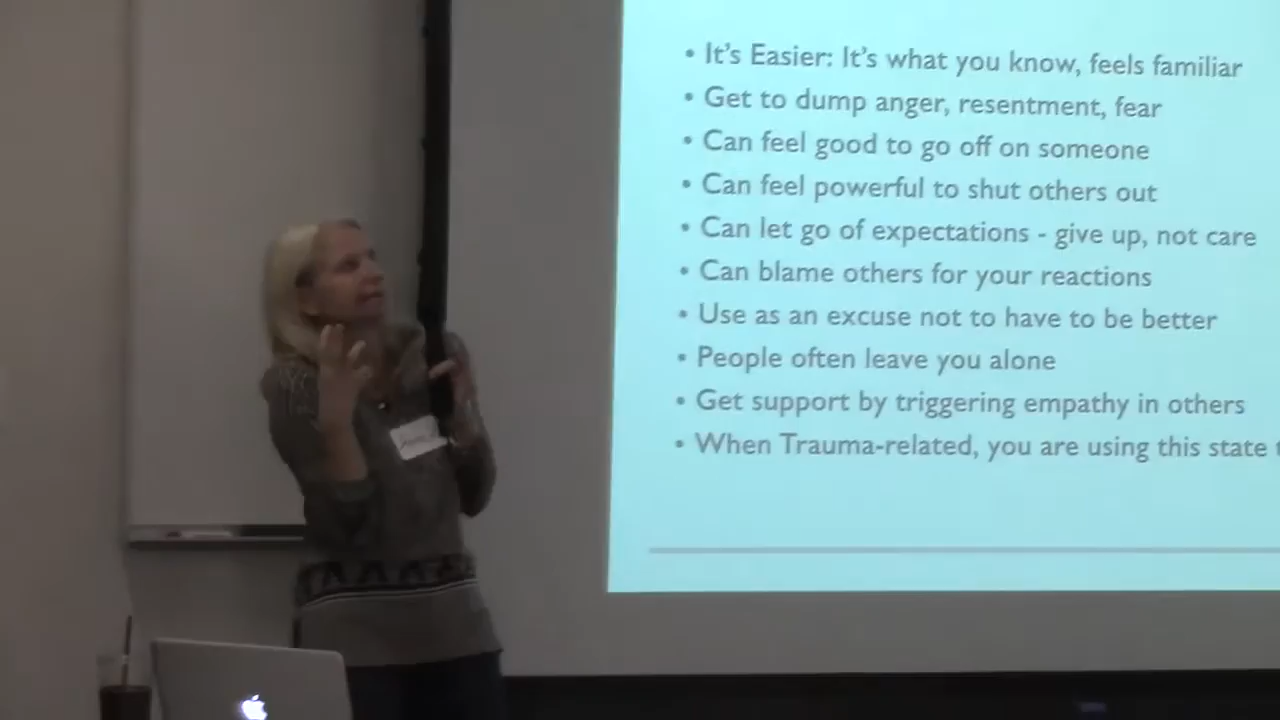 • It's Easier: It's what you know, feels familiar
• Get to dump anger, resentment, fear
• Can feel good to go off on someone
• Can feel powerful to shut others out
• Can let go of expectations - give up, not care
• Can blame others for your reactions
• Use as an excuse not to have to be better
• People often leave you alone
• Get support by triggering empathy in others
• When Trauma-related, you are using this state